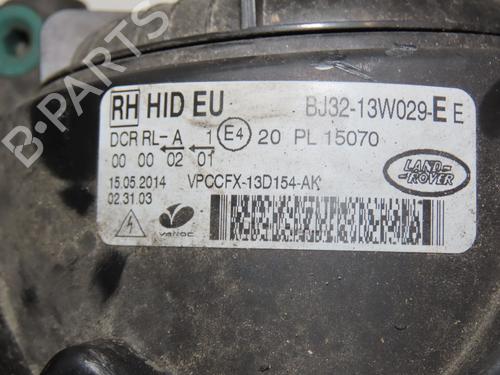 RH HID EU BJ32-13W029-E E
DCR RL-A 1 E4 20 PL 15070
00 00 02 01
15.05.2014 VPCCFX-13D154-AK
02.31.03
LAND-
ROVER
B-Parts